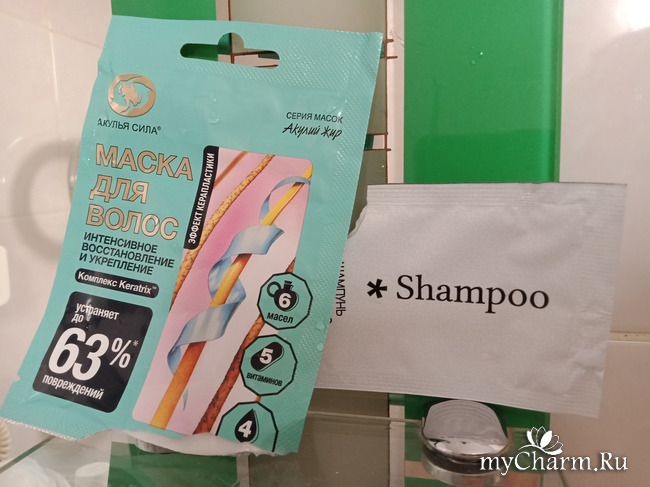 АКУЛЬЯ СИЛА®
СЕРИЯ МАСОК
Акулий Жир
МАСКА
ДЛЯ
ВОЛОС
ЭФФЕКТ КЕРАПЛАСТИКИ
ИНТЕНСИВНОЕ
ВОССТАНОВЛЕНИЕ
И УКРЕПЛЕНИЕ
Комплекс Keratrix™
устраняет
до
63%*
повреждений
6
масел
5
витаминов
4
ШАМПУНЬ
* Shampoo
myCharm.Ru